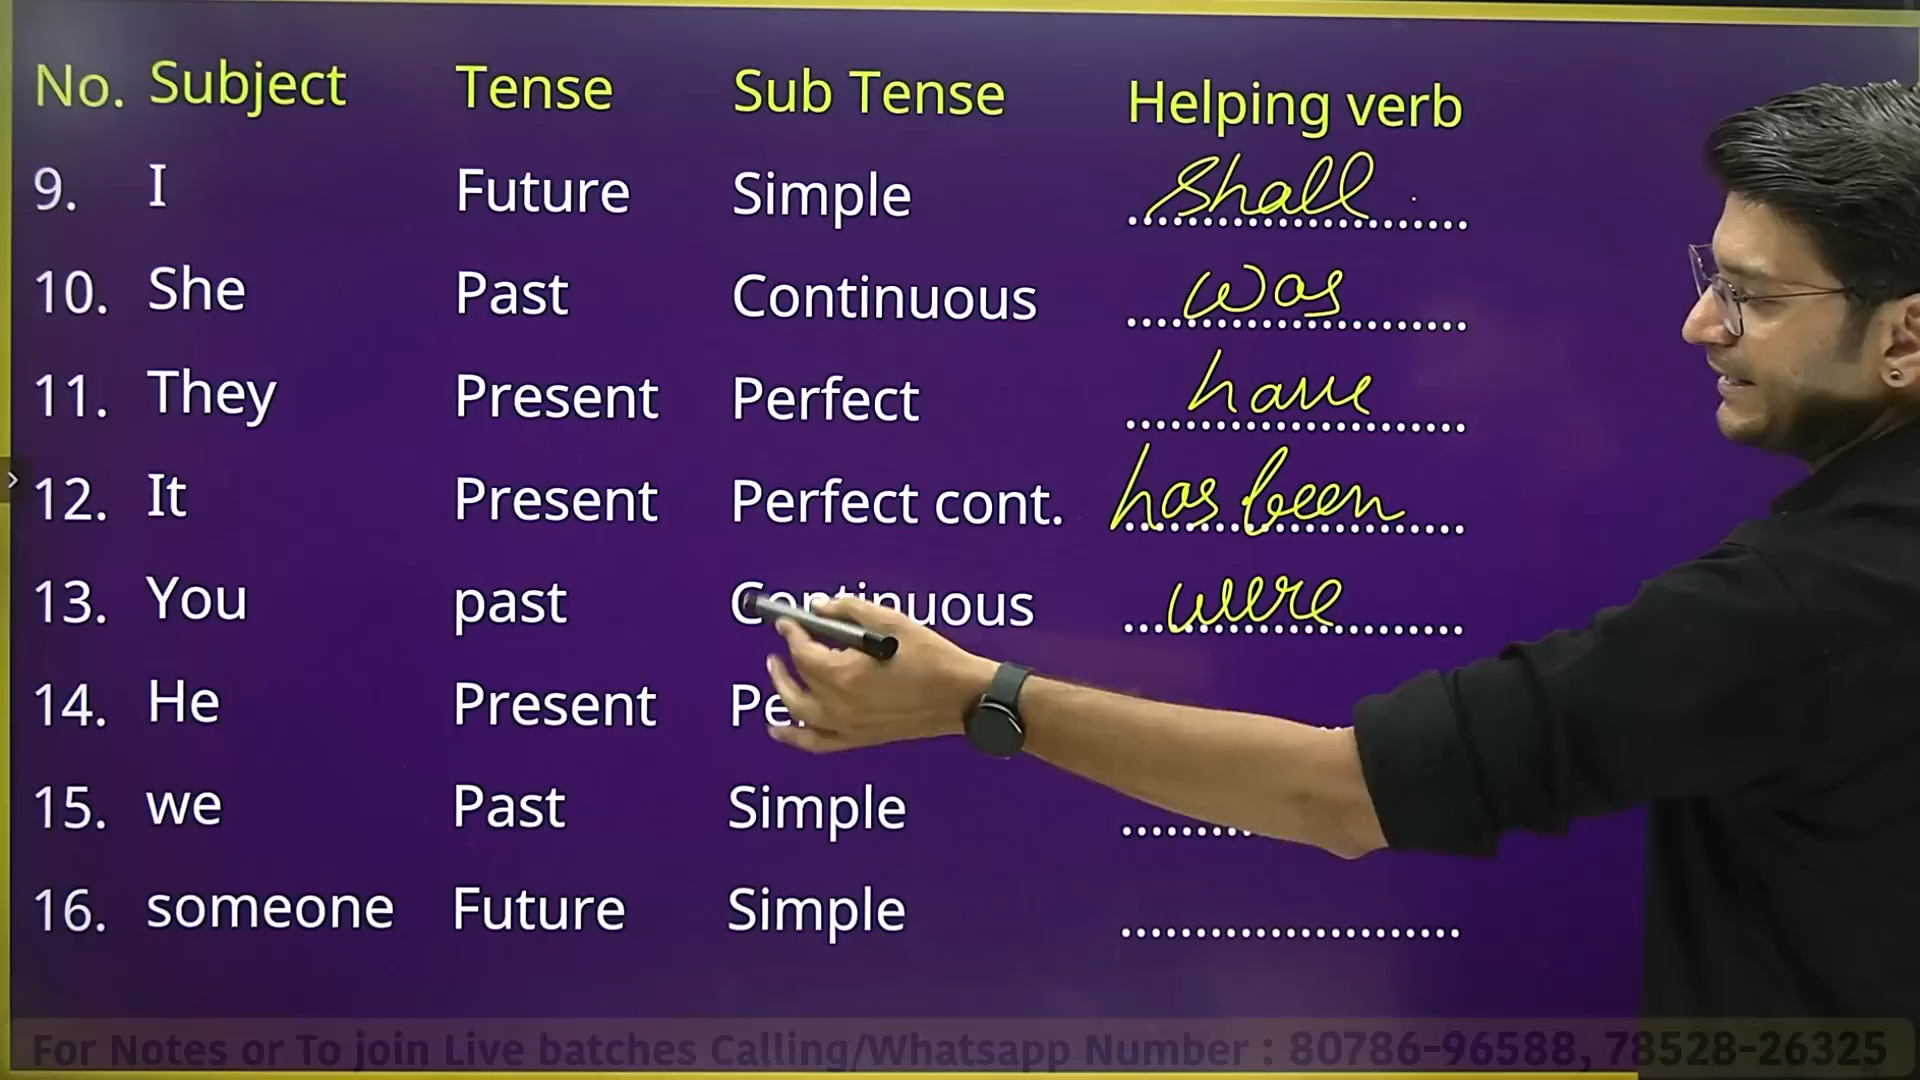 No. Subject Tense Sub Tense Helping verb
9. I Future Simple Shall
10. She Past Continuous was
11. They Present Perfect have
12. It Present Perfect cont. has been
13. You past Continuous were
14. He Present
15. we Past Simple
16. someone Future Simple
For Notes or To join Live batches Calling/Whatsapp Number : 80786-96588, 78528-26325